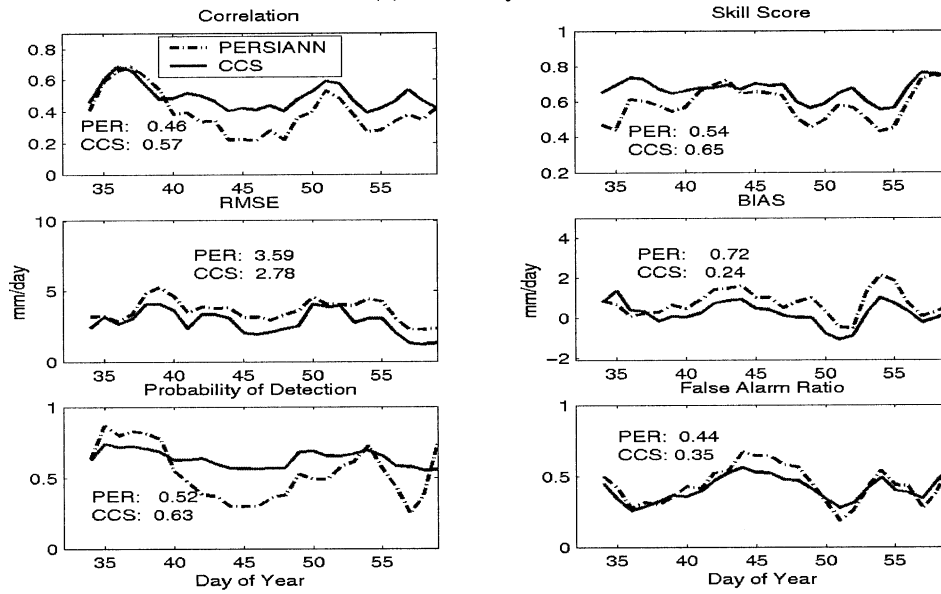 Correlation
0.8
0.6
0.4
0.2
0
PERSIANN
CCS
PER: 0.46
CCS: 0.57
35 40 45 50 55
Skill Score
1
0.8
0.6
0.4
0.2
PER: 0.54
CCS: 0.65
35 40 45 50 55
RMSE
mm/day
10
5
0
PER: 3.59
CCS: 2.78
35 40 45 50 55
BIAS
mm/day
4
2
0
−2
PER: 0.72
CCS: 0.24
35 40 45 50 55
Probability of Detection
1
0.5
0
PER: 0.52
CCS: 0.63
35 40 45 50 55
Day of Year
False Alarm Ratio
1
0.5
0
PER: 0.44
CCS: 0.35
35 40 45 50 55
Day of Year